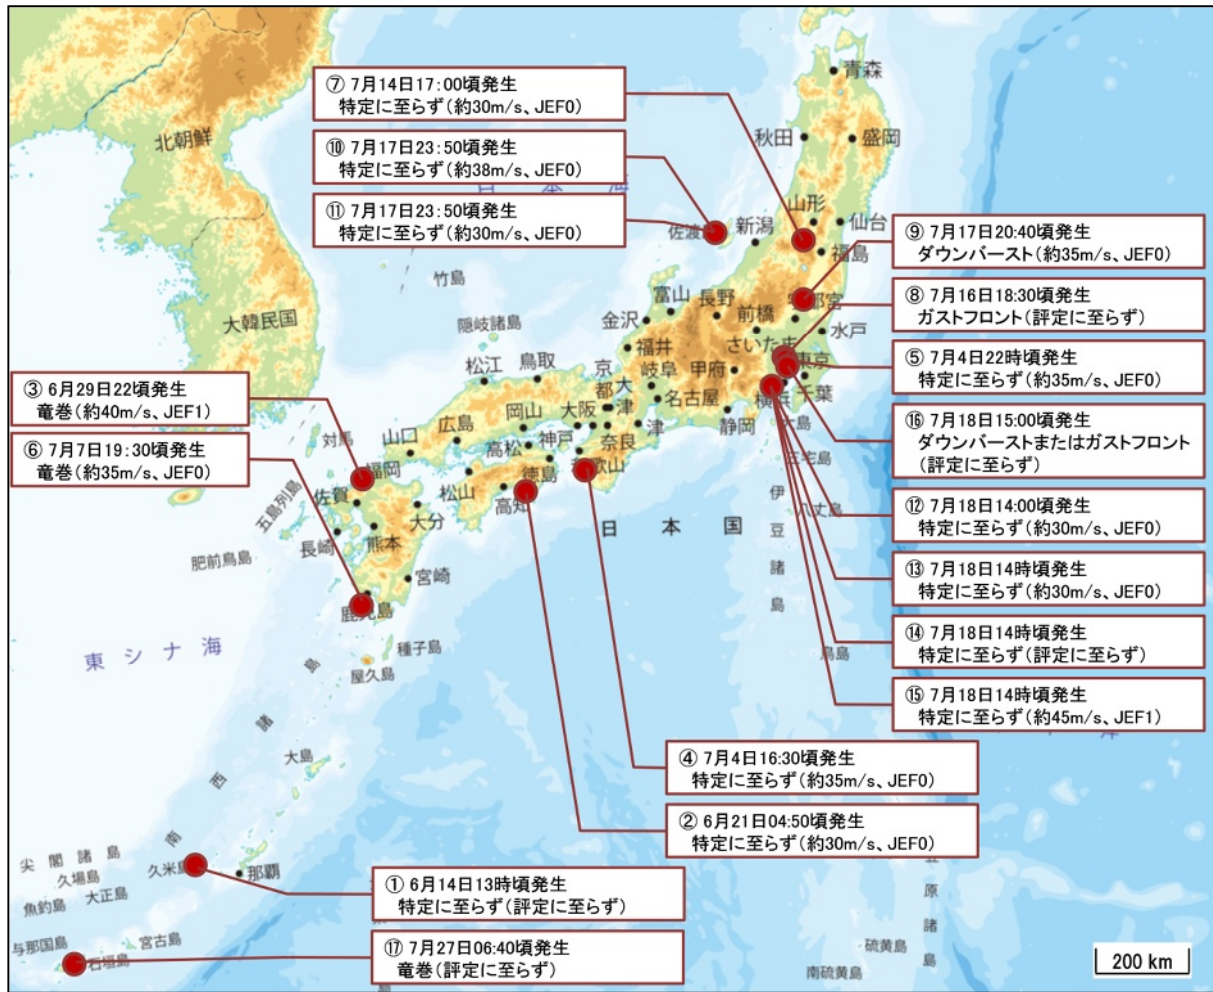 ⑦ 7月14日17:00頃発生
特定に至らず(約30m/s、JEF0)
⑩ 7月17日23:50頃発生
特定に至らず(約38m/s、JEF0)
⑪ 7月17日23:50頃発生
特定に至らず(約30m/s、JEF0)
⑨ 7月17日20:40頃発生
ダウンバースト(約35m/s、JEF0)
⑧ 7月16日18:30頃発生
ガストフロント(評定に至らず)
⑤ 7月4日22時頃発生
特定に至らず(約35m/s、JEF0)
⑯ 7月18日15:00頃発生
ダウンバーストまたはガストフロント
(評定に至らず)
⑫ 7月18日14:00頃発生
特定に至らず(約30m/s、JEF0)
⑬ 7月18日14時頃発生
特定に至らず(約30m/s、JEF0)
⑭ 7月18日14時頃発生
特定に至らず(評定に至らず)
⑮ 7月18日14時頃発生
特定に至らず(約45m/s、JEF1)
③ 6月29日22頃発生
竜巻(約40m/s、JEF1)
⑥ 7月7日19:30頃発生
竜巻(約35m/s、JEF0)
④ 7月4日16:30頃発生
特定に至らず(約35m/s、JEF0)
② 6月21日04:50頃発生
特定に至らず(約30m/s、JEF0)
① 6月14日13時頃発生
特定に至らず(評定に至らず)
⑰ 7月27日06:40頃発生
竜巻(評定に至らず)
北朝鮮
大韓民国
青森
秋田
盛岡
山形
仙台
新潟
福島
佐渡
竹島
隠岐諸島
富山
長野
前橋
宮
金沢
水戸
さいたま
東京
福井
岐阜
甲府
横浜
千葉
名古屋
静岡
大島
三宅島
八丈島
伊豆諸島
鳥島
松江
鳥取
京都
大津
岡山
大阪
広島
山口
神戸
奈良
津
高松
歌山
徳島
松山
高知
対馬
福岡
佐賀
五島列島
大分
長崎
熊本
肥前鳥島
宮崎
鹿児島
種子島
屋久島
日本国
東シナ海
南西諸島
大島
久米島
那覇
尖閣諸島
久場島
大正島
魚釣島
与那国島
宮古島
石垣島
硫黄島
南硫黄島
原諸島
200 km